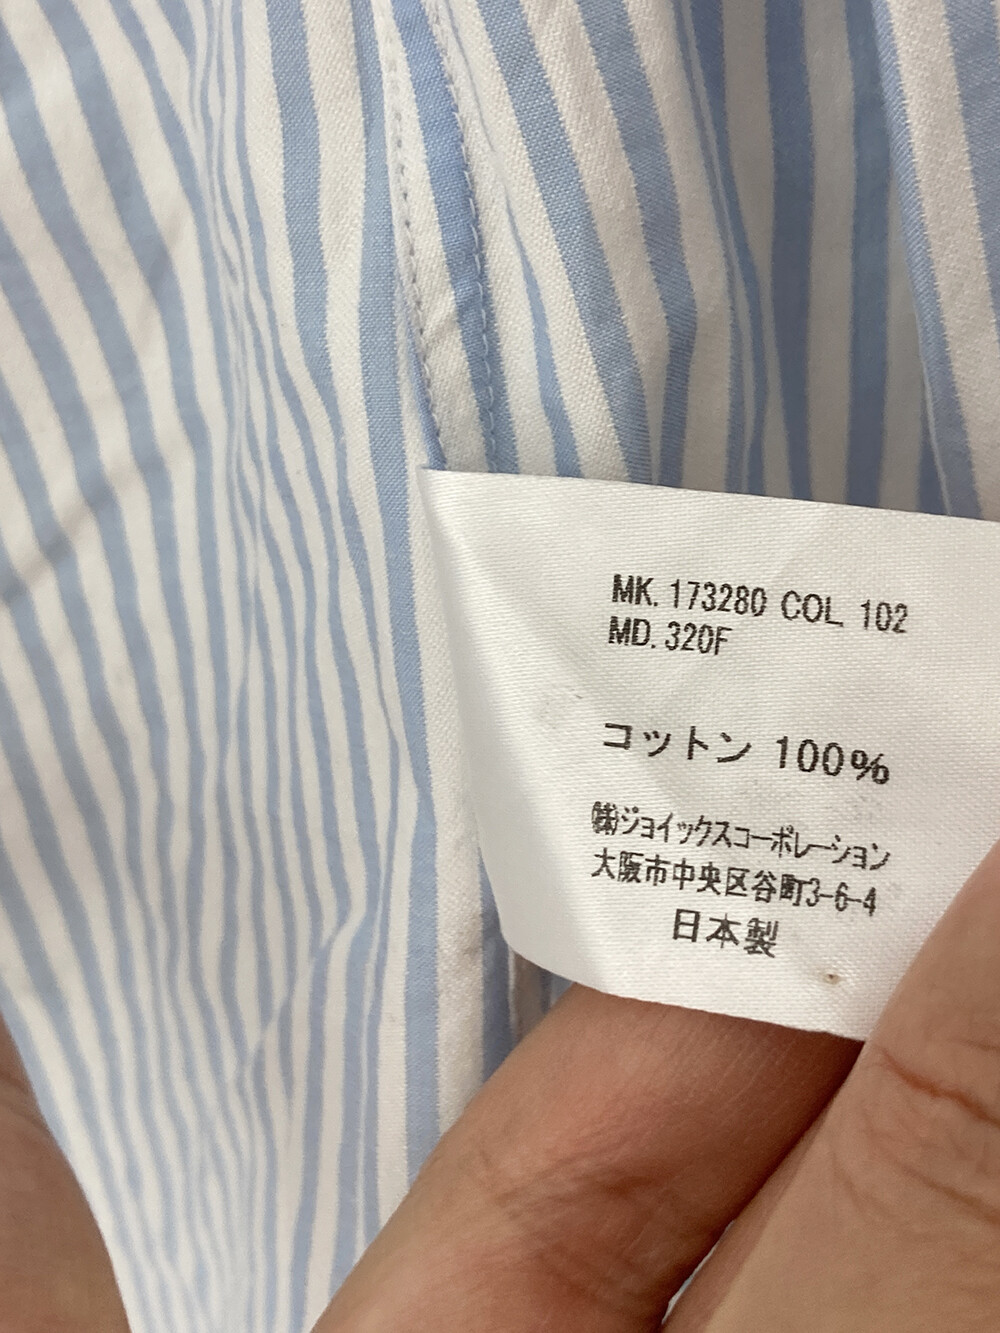 MK. 173280 COL 102
MD. 320F
コットン 100%
㈱ジョイックスコーポレーション
大阪市中央区谷町3-6-4
日本製